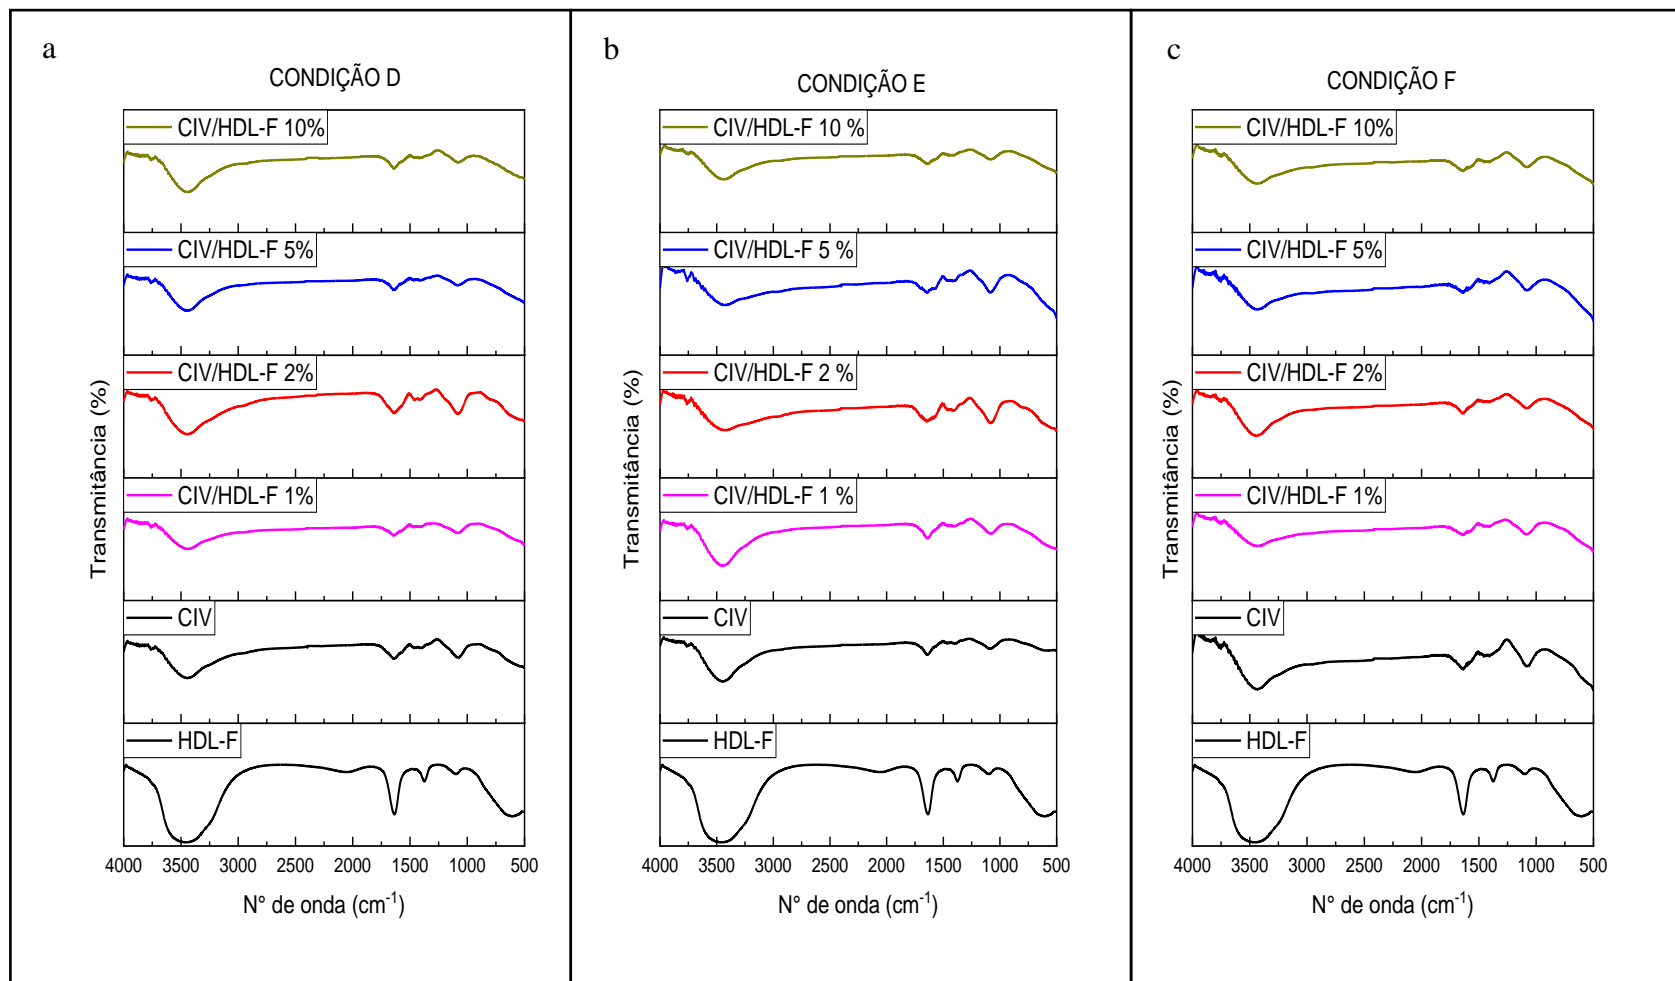 a
CONDIÇÃO D
CIV/HDL-F 10%
CIV/HDL-F 5%
CIV/HDL-F 2%
CIV/HDL-F 1%
CIV
HDL-F
Transmitância (%)
4000 3500 3000 2500 2000 1500 1000 500
N° de onda (cm-1)
b
CONDIÇÃO E
CIV/HDL-F 10 %
CIV/HDL-F 5 %
CIV/HDL-F 2 %
CIV/HDL-F 1 %
CIV
HDL-F
Transmitância (%)
4000 3500 3000 2500 2000 1500 1000 500
N° de onda (cm-1)
c
CONDIÇÃO F
CIV/HDL-F 10%
CIV/HDL-F 5%
CIV/HDL-F 2%
CIV/HDL-F 1%
CIV
HDL-F
Transmitância (%)
4000 3500 3000 2500 2000 1500 1000 500
N° de onda (cm-1)